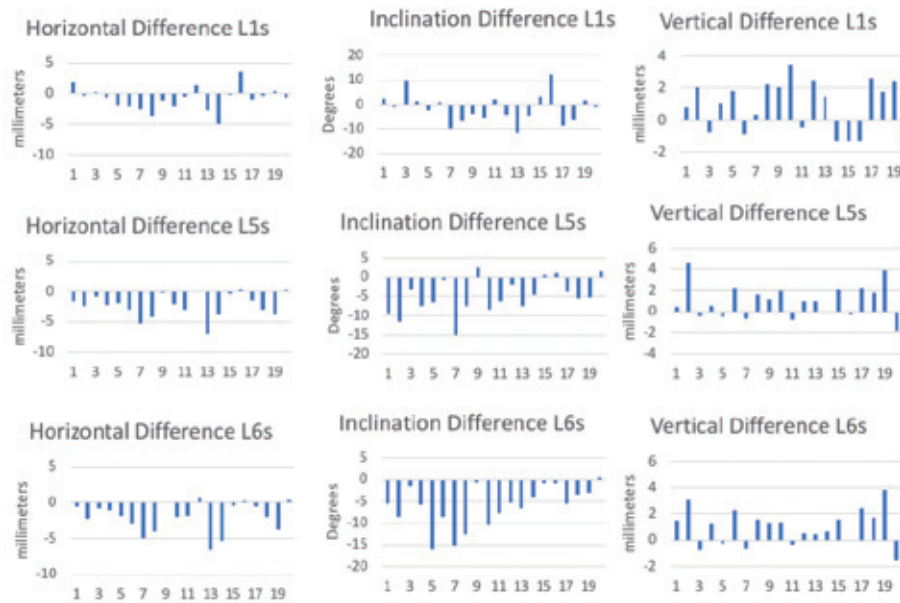 Horizontal Difference L1s
millimeters
5
0
-5
-10
1 3 5 7 9 11 13 15 17 19
Inclination Difference L1s
Degrees
20
10
0
-10
-20
1 3 5 7 9 11 13 15 17 19
Vertical Difference L1s
millimeters
4
2
0
-2
1 3 5 7 9 11 13 15 17 19
Horizontal Difference L5s
millimeters
5
0
-5
-10
1 3 5 7 9 11 13 15 17 19
Inclination Difference L5s
Degrees
5
0
-5
-10
-15
-20
1 3 5 7 9 11 13 15 17 19
Vertical Difference L5s
millimeters
6
4
2
0
-2
-4
1 3 5 7 9 11 13 15 17 19
Horizontal Difference L6s
millimeters
5
0
-5
-10
1 3 5 7 9 11 13 15 17 19
Inclination Difference L6s
Degrees
5
0
-5
-10
-15
-20
1 3 5 7 9 11 13 15 17 19
Vertical Difference L6s
millimeters
6
4
2
0
-2
1 3 5 7 9 11 13 15 17 19